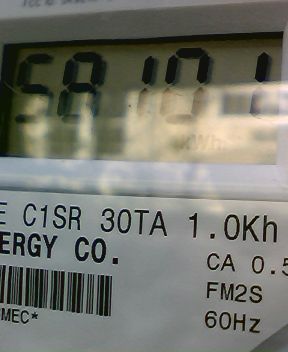 58101
kWh
E C1SR 30TA 1.0Kh
ERGY CO.
CA 0.5
FM2S
MEC*
60Hz